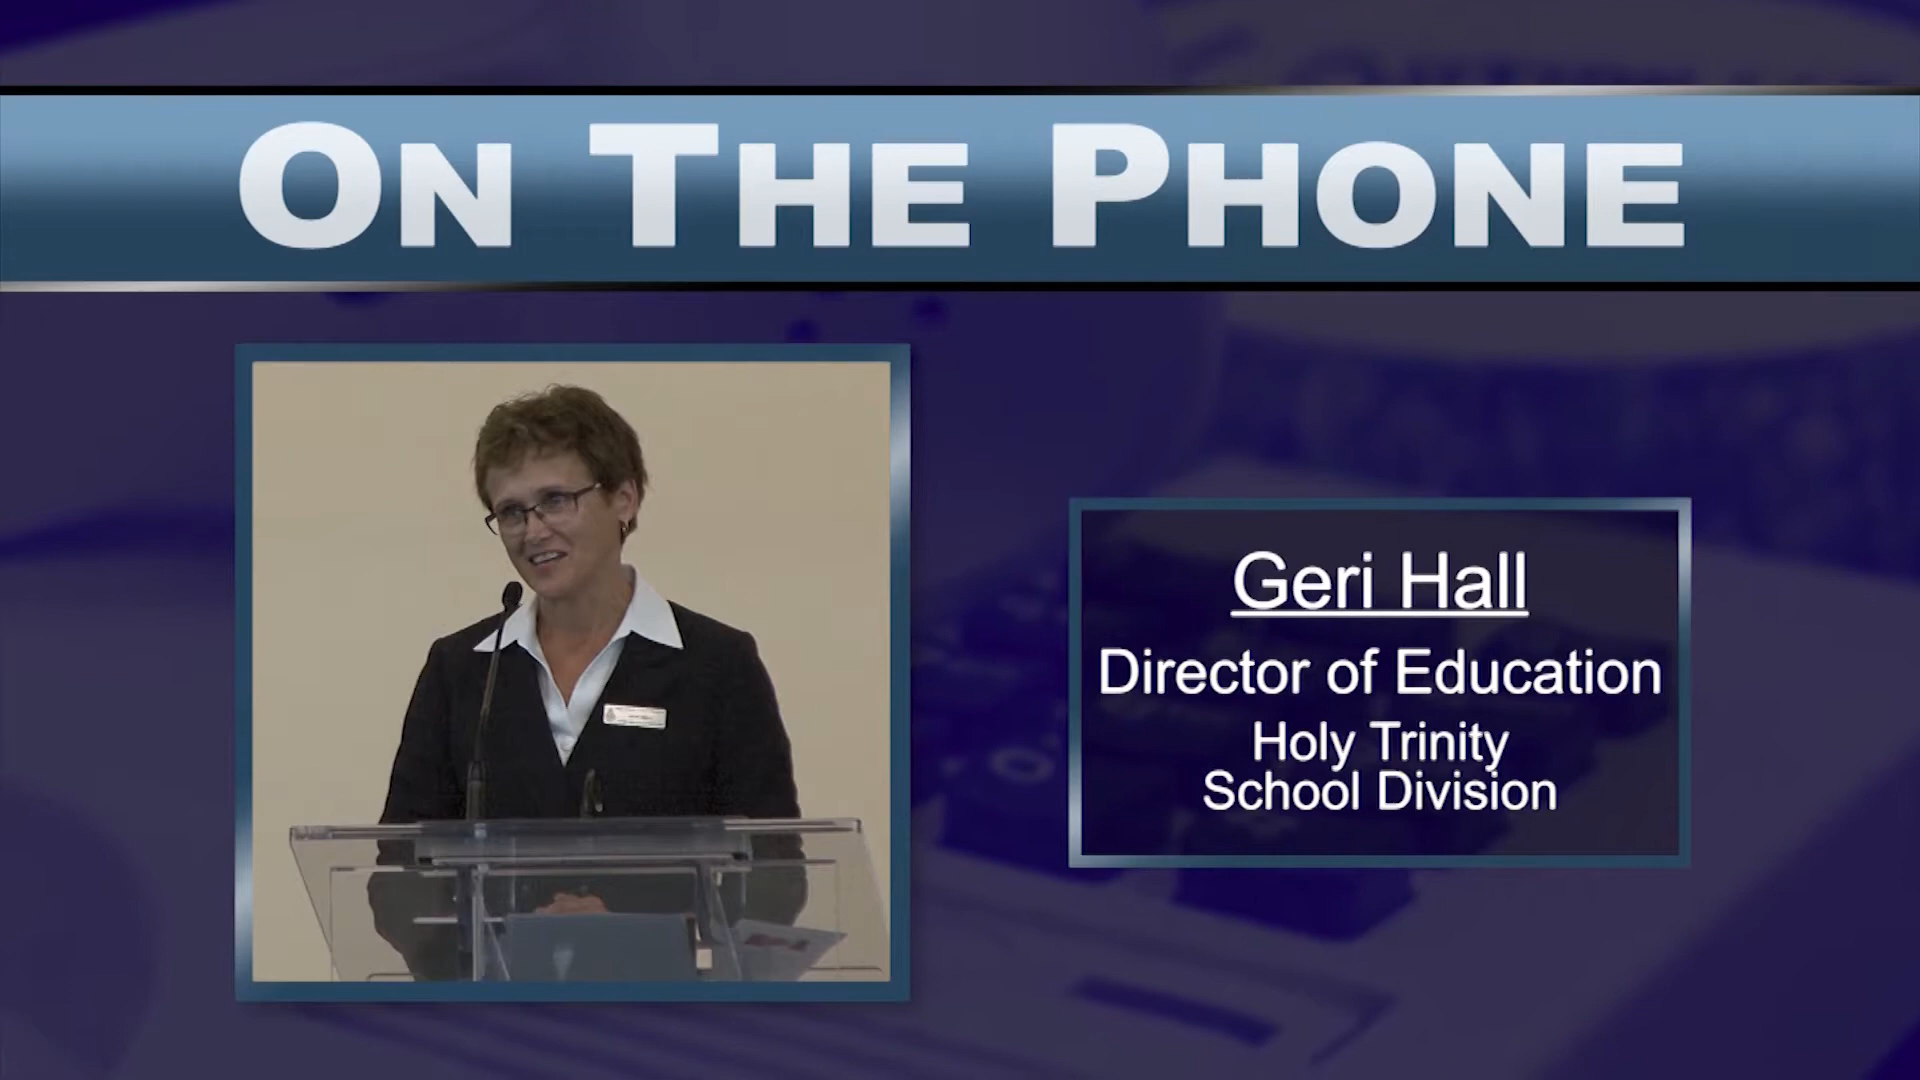 ON THE PHONE
Geri Hall
Director of Education
Holy Trinity
School Division